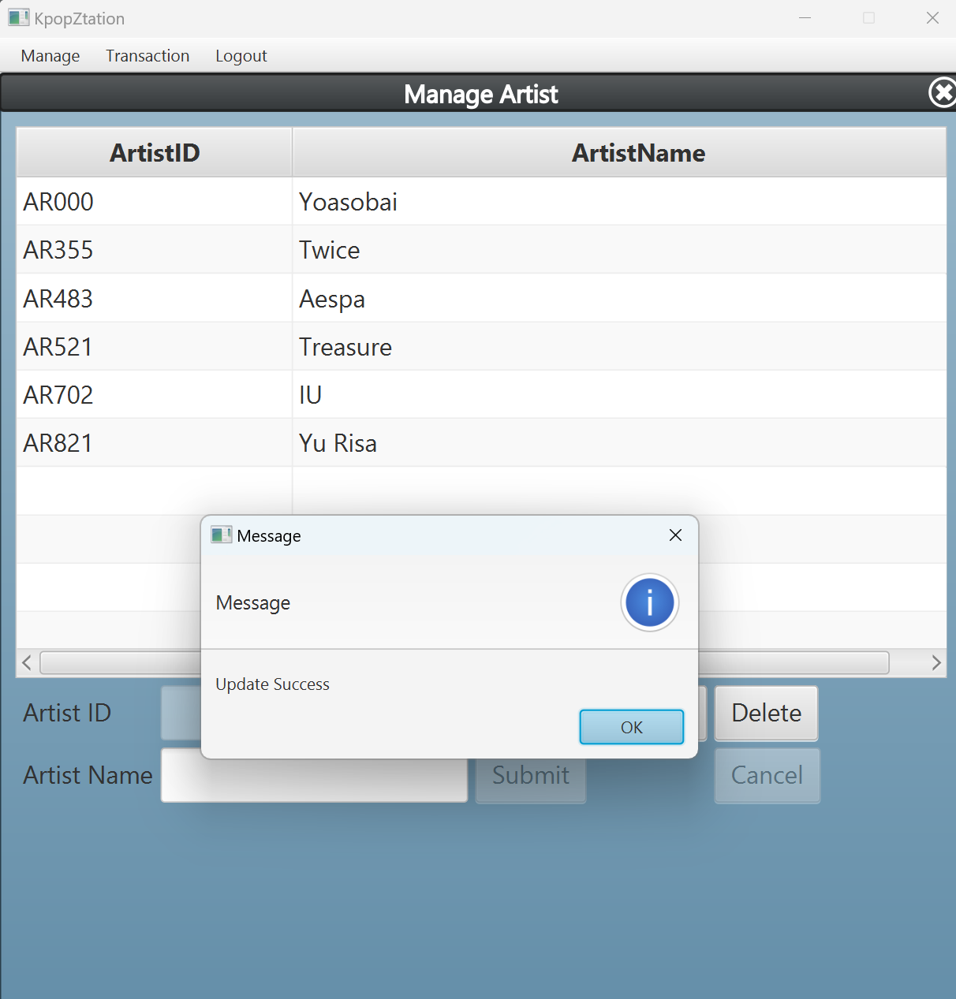 KpopZtation
Manage Transaction Logout
Manage Artist
ArtistID ArtistName
AR000 Yoasobai
AR355 Twice
AR483 Aespa
AR521 Treasure
AR702 IU
AR821 Yu Risa
Message
Message
Update Success
OK
Artist ID Delete
Artist Name Submit Cancel